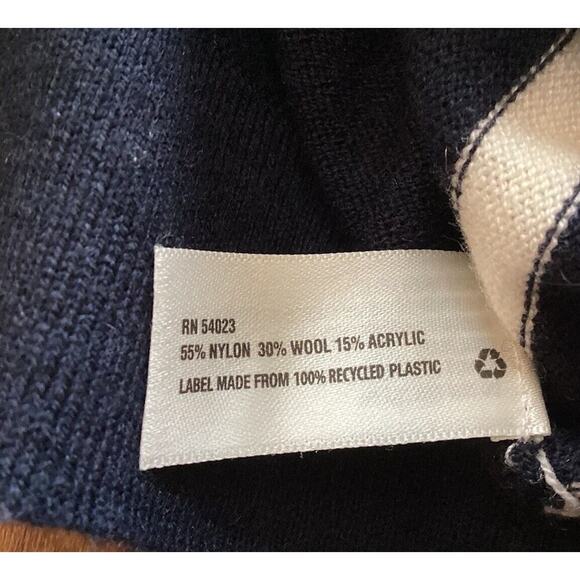 RN 54023
55% NYLON 30% WOOL 15% ACRYLIC
LABEL MADE FROM 100% RECYCLED PLASTIC